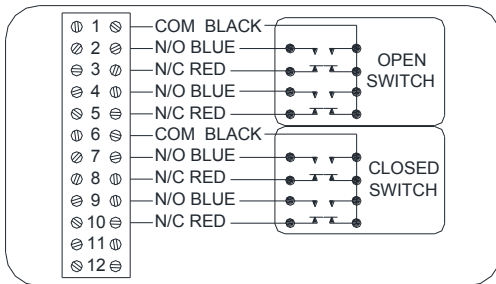 1 COM BLACK
2 N/O BLUE
3 N/C RED
4 N/O BLUE
5 N/C RED
6 COM BLACK
7 N/O BLUE
8 N/C RED
9 N/O BLUE
10 N/C RED
11
12
OPEN
SWITCH
CLOSED
SWITCH